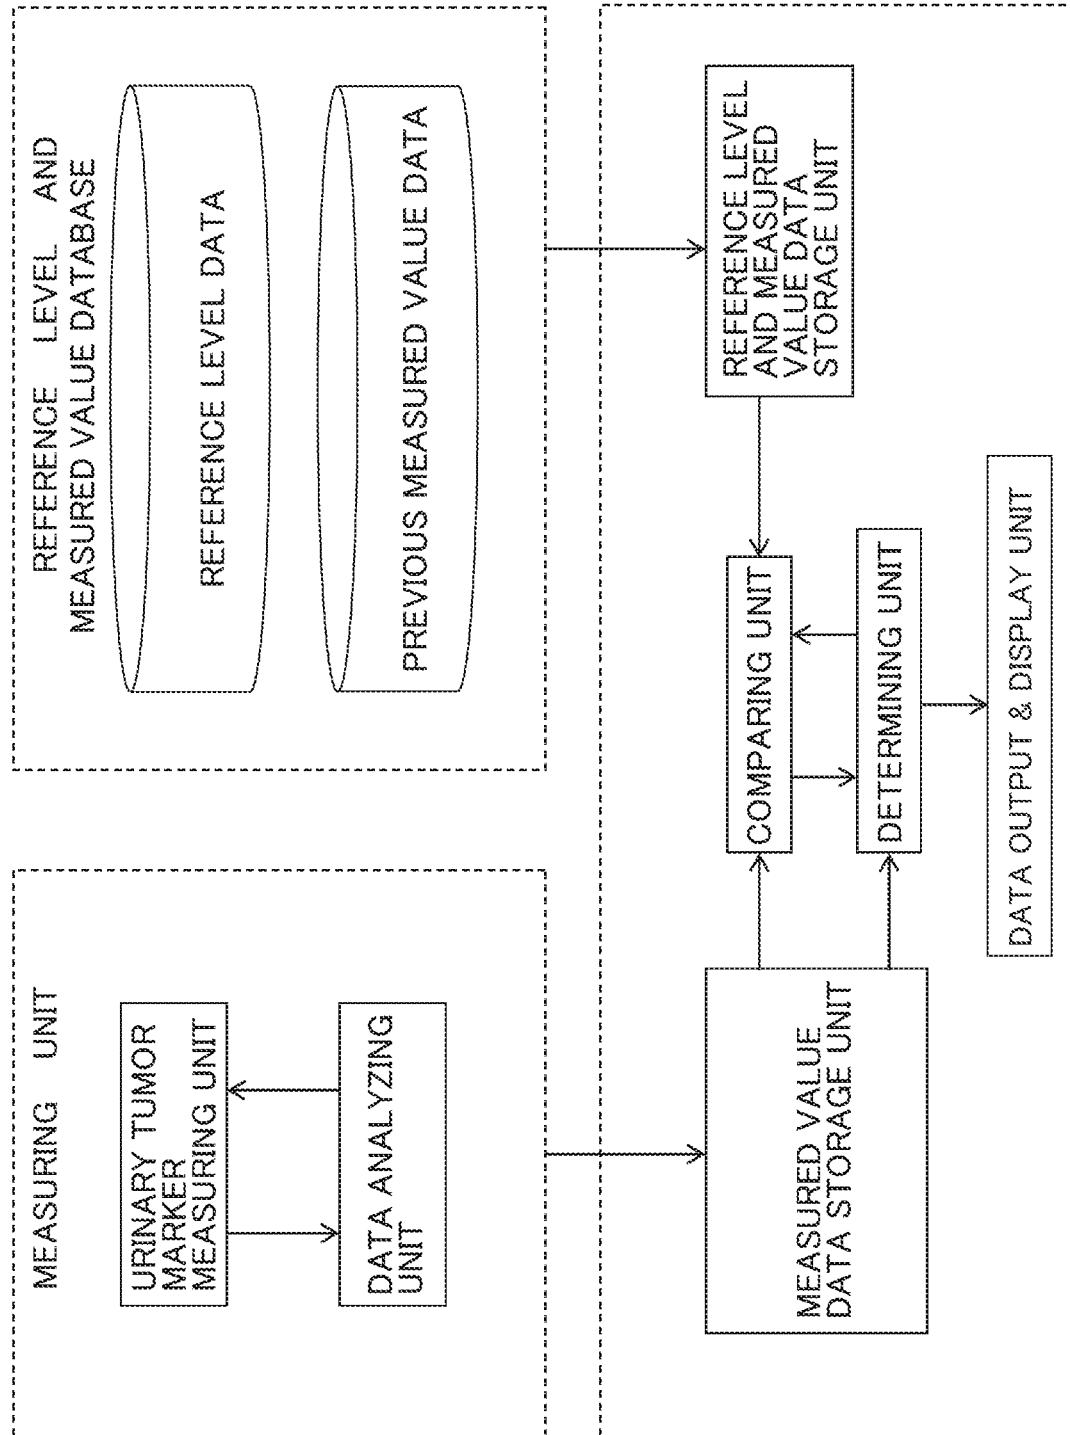 MEASURING UNIT
URINARY TUMOR
MARKER
MEASURING UNIT
DATA ANALYZING
UNIT
REFERENCE LEVEL AND
MEASURED VALUE DATABASE
REFERENCE LEVEL DATA
PREVIOUS MEASURED VALUE DATA
MEASURED VALUE
DATA STORAGE UNIT
COMPARING UNIT
DETERMINING UNIT
REFERENCE LEVEL
AND MEASURED
VALUE DATA
STORAGE UNIT
DATA OUTPUT & DISPLAY UNIT